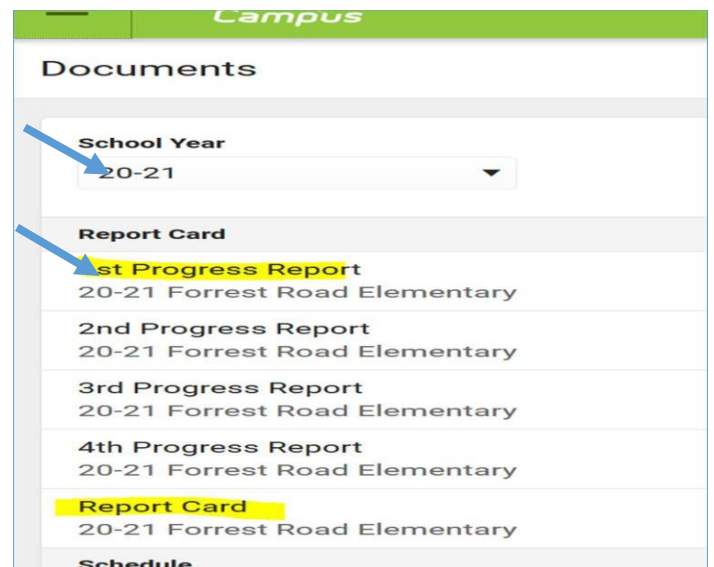 Campus
Documents
School Year
20-21
Report Card
1st Progress Report
20-21 Forrest Road Elementary
2nd Progress Report
20-21 Forrest Road Elementary
3rd Progress Report
20-21 Forrest Road Elementary
4th Progress Report
20-21 Forrest Road Elementary
Report Card
20-21 Forrest Road Elementary
Schedule